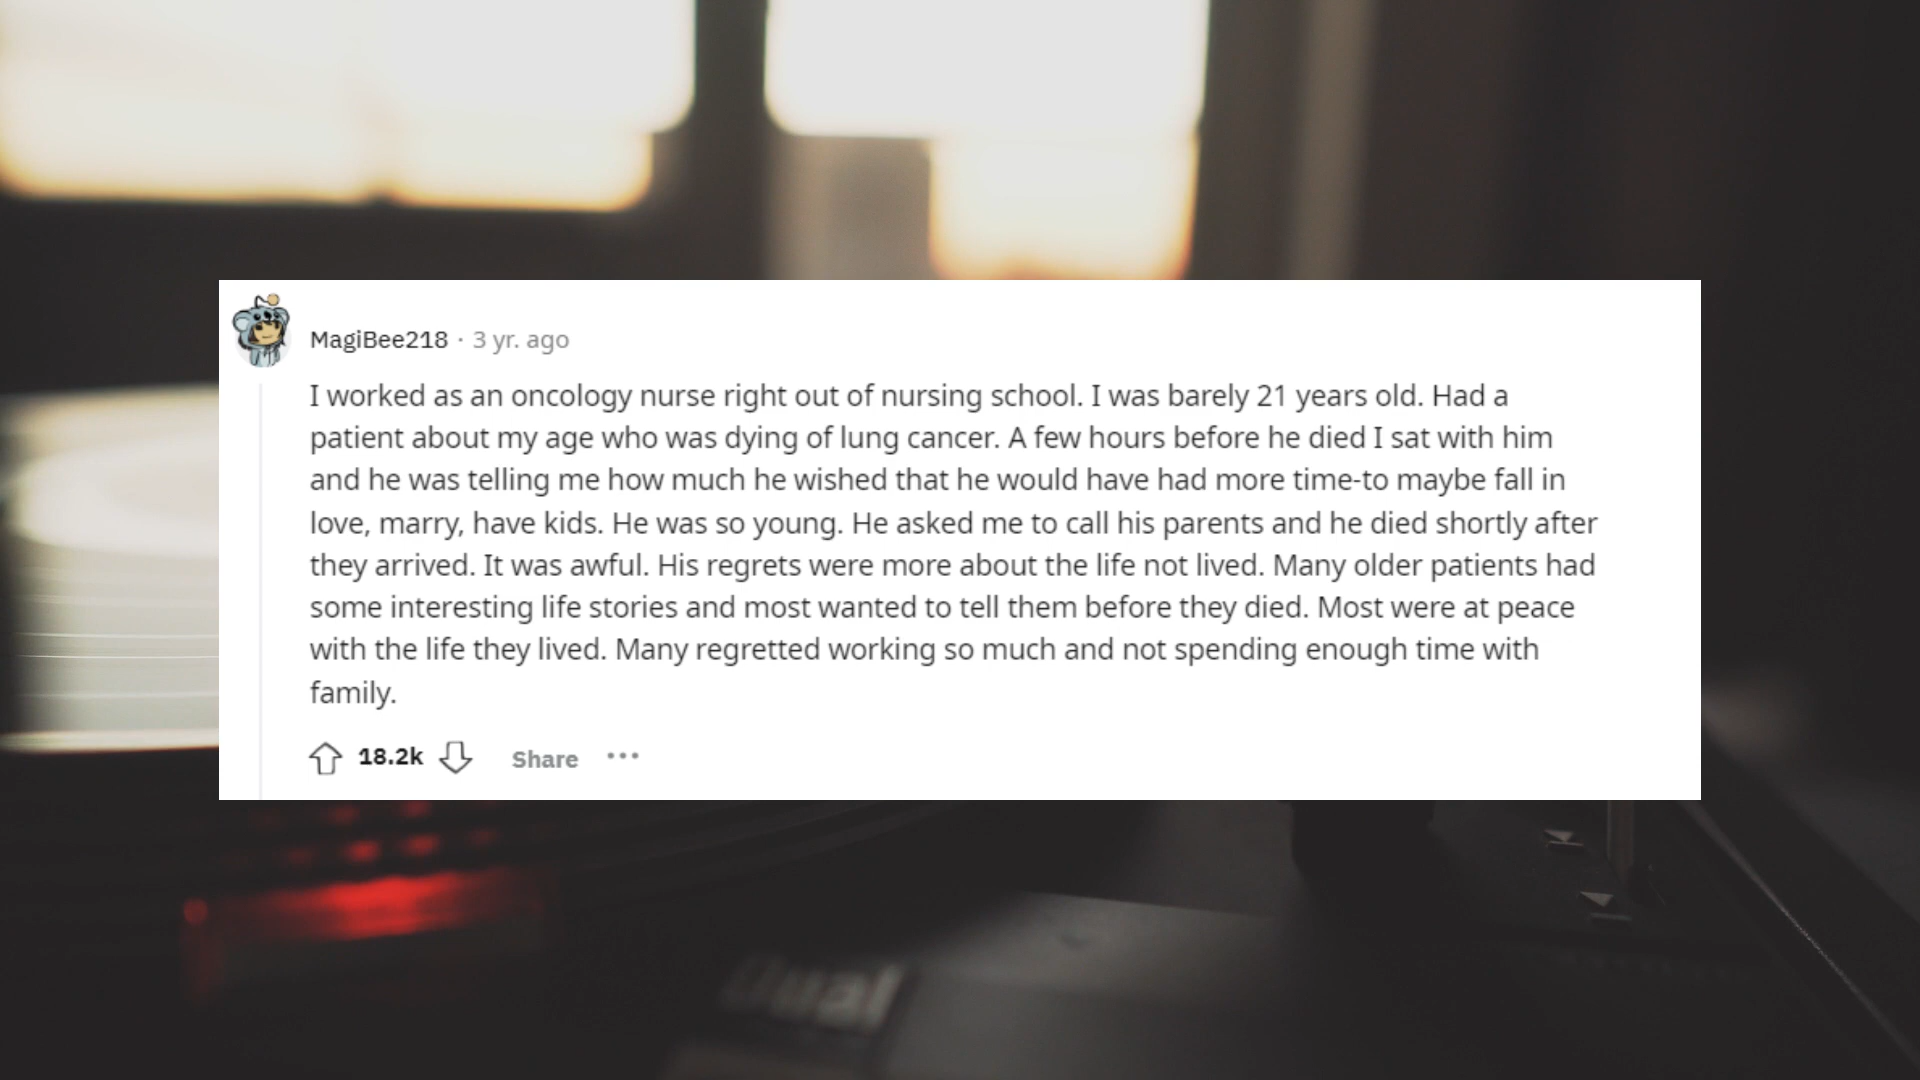 MagiBee218 · 3 yr. ago
I worked as an oncology nurse right out of nursing school. I was barely 21 years old. Had a
patient about my age who was dying of lung cancer. A few hours before he died I sat with him
and he was telling me how much he wished that he would have had more time-to maybe fall in
love, marry, have kids. He was so young. He asked me to call his parents and he died shortly after
they arrived. It was awful. His regrets were more about the life not lived. Many older patients had
some interesting life stories and most wanted to tell them before they died. Most were at peace
with the life they lived. Many regretted working so much and not spending enough time with
family.
18.2k Share ···
Dual